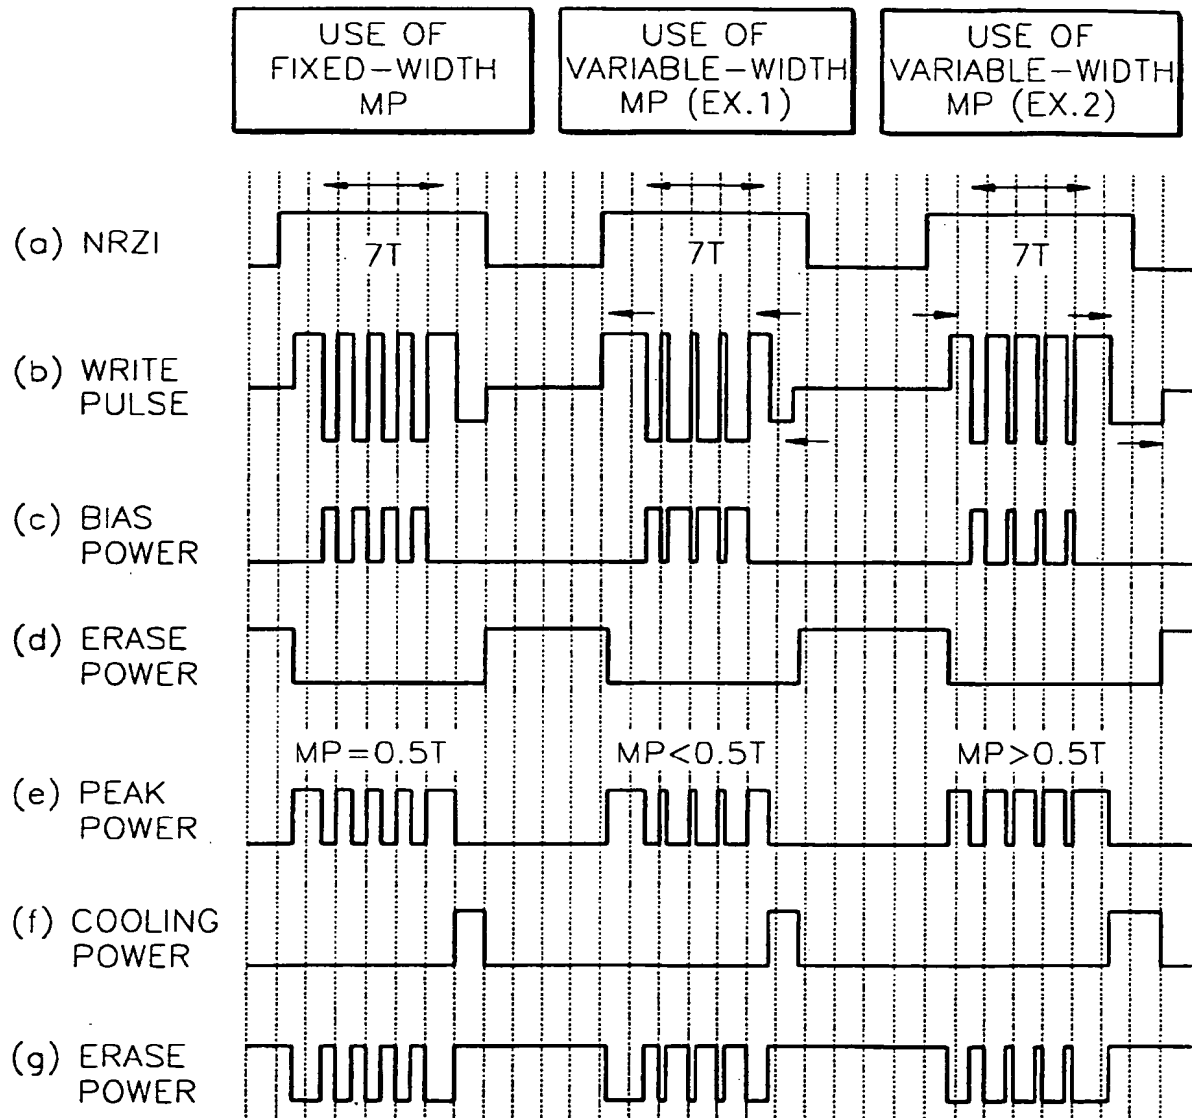 USE OF
FIXED-WIDTH
MP
USE OF
VARIABLE-WIDTH
MP (EX.1)
USE OF
VARIABLE-WIDTH
MP (EX.2)
(a) NRZI
7T
7T
7T
(b) WRITE
PULSE
(c) BIAS
POWER
(d) ERASE
POWER
MP=0.5T
MP<0.5T
MP>0.5T
(e) PEAK
POWER
(f) COOLING
POWER
(g) ERASE
POWER